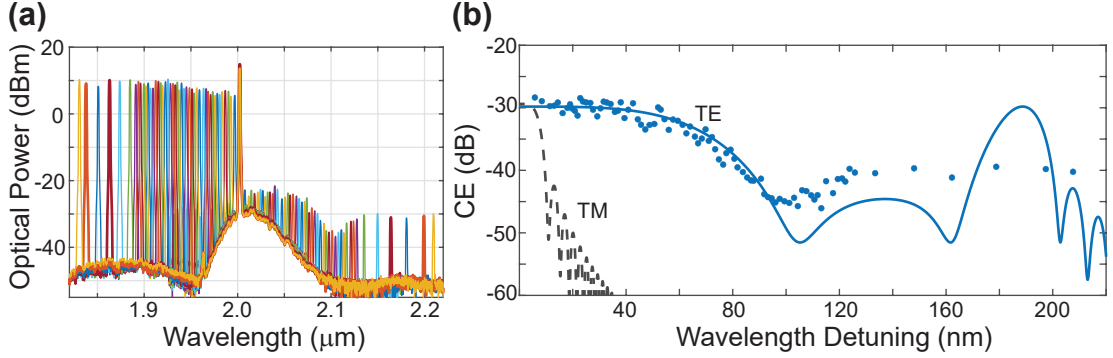 (a)
20
0
-20
-40
Optical Power (dBm)
1.9
2.0
2.1
2.2
Wavelength (μm)
(b)
-20
-30
-40
-50
-60
CE (dB)
TE
TM
40
80
120
160
200
Wavelength Detuning (nm)